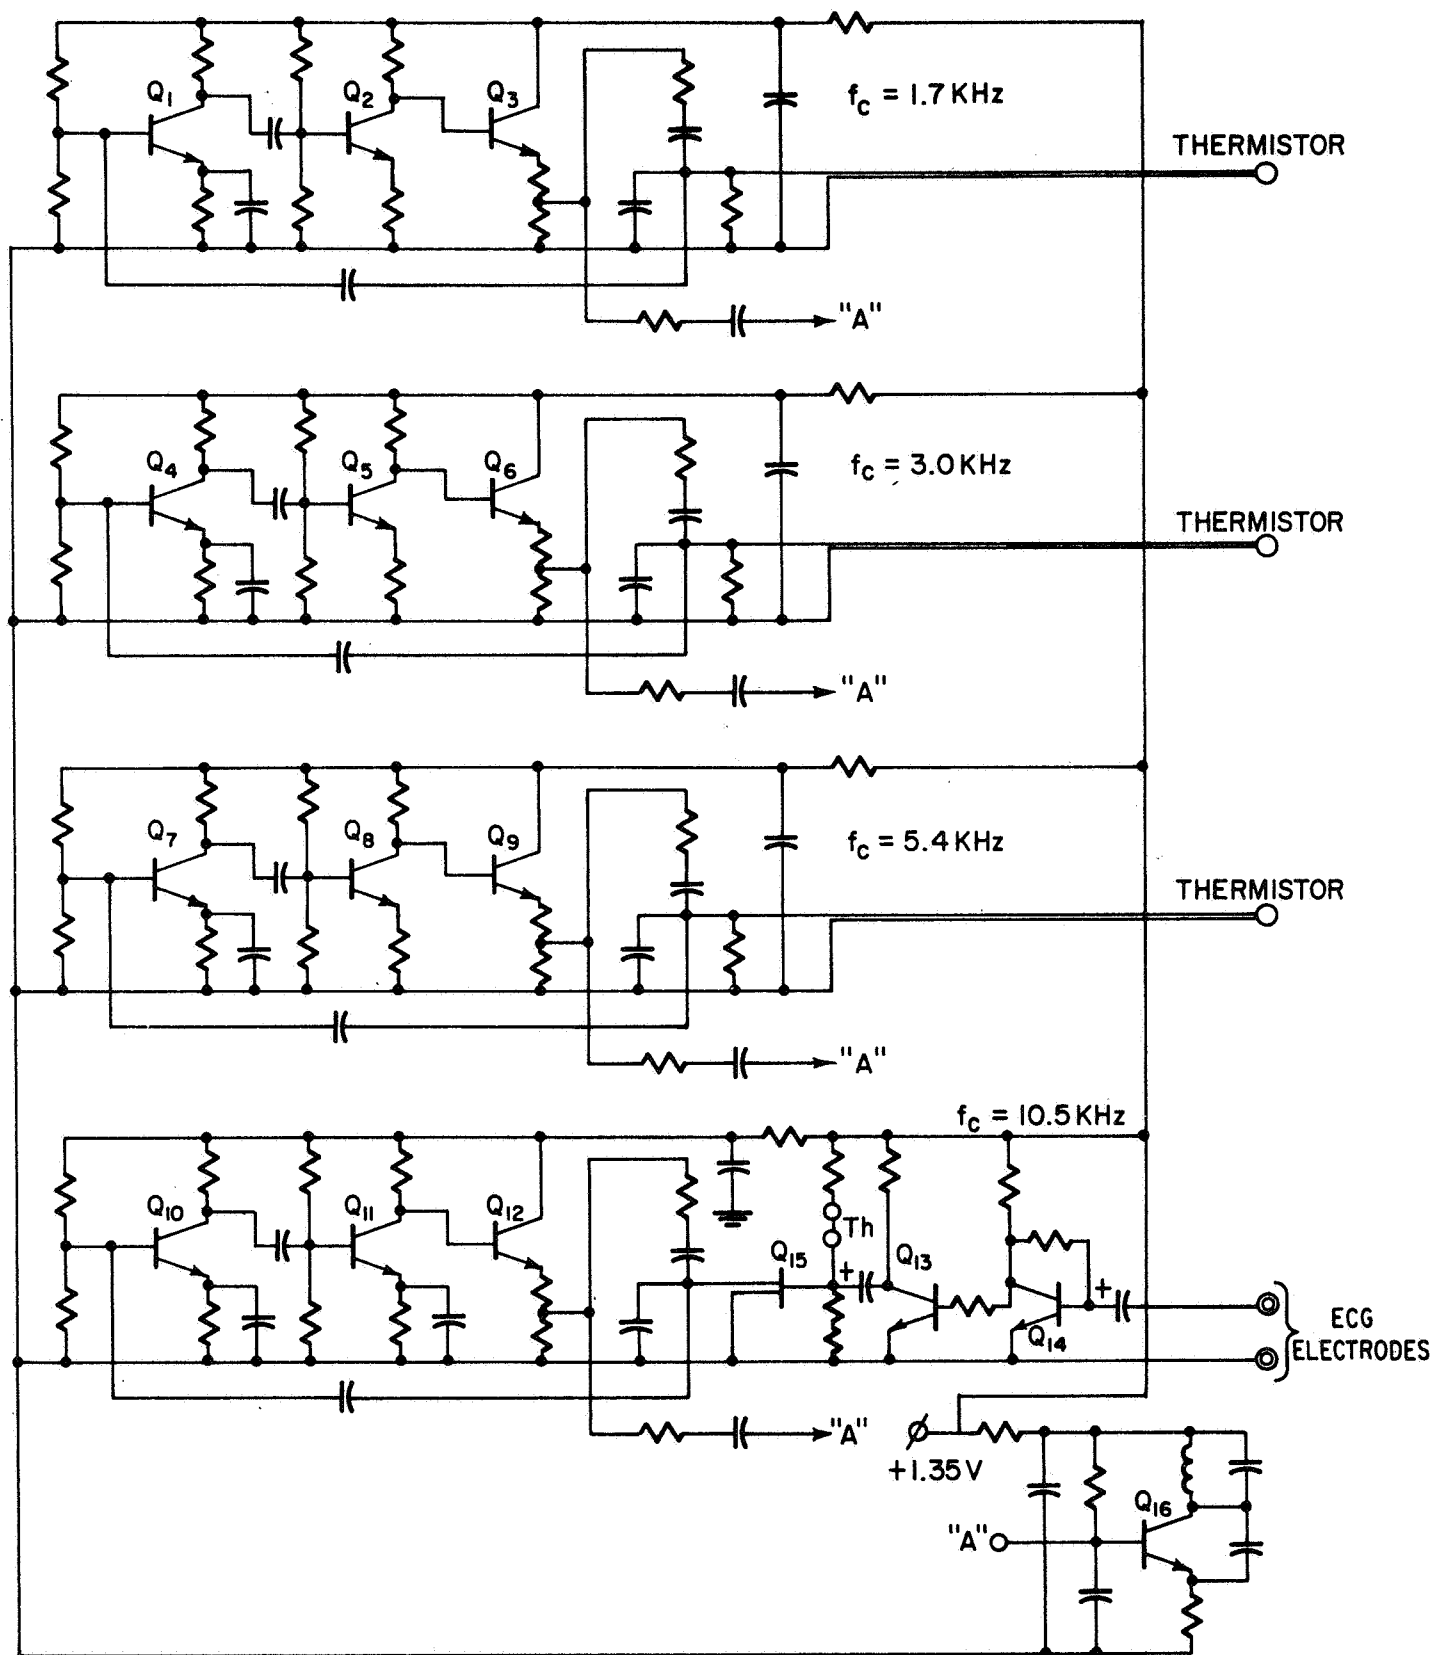 Q1
Q2
Q3
fc = 1.7 KHz
THERMISTOR
"A"
Q4
Q5
Q6
fc = 3.0 KHz
THERMISTOR
"A"
Q7
Q8
Q9
fc = 5.4 KHz
THERMISTOR
"A"
fc = 10.5 KHz
Q10
Q11
Q12
Th
Q15
Q13
+
+
Q14
ECG
ELECTRODES
"A"
+1.35 V
Q16
"A"